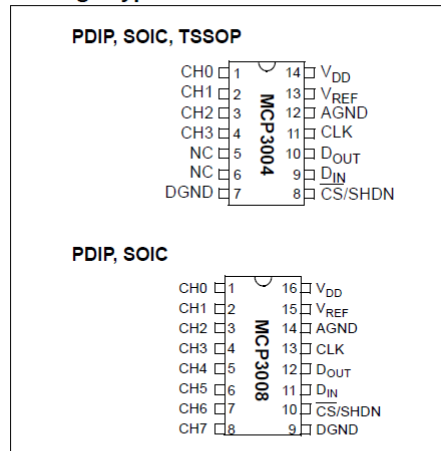 PDIP, SOIC, TSSOP
CH0 1 14 VDD
CH1 2 13 VREF
CH2 3 12 AGND
CH3 4 11 CLK
NC 5 10 DOUT
NC 6 9 DIN
DGND 7 8 CS/SHDN
MCP3004
PDIP, SOIC
CH0 1 16 VDD
CH1 2 15 VREF
CH2 3 14 AGND
CH3 4 13 CLK
CH4 5 12 DOUT
CH5 6 11 DIN
CH6 7 10 CS/SHDN
CH7 8 9 DGND
MCP3008